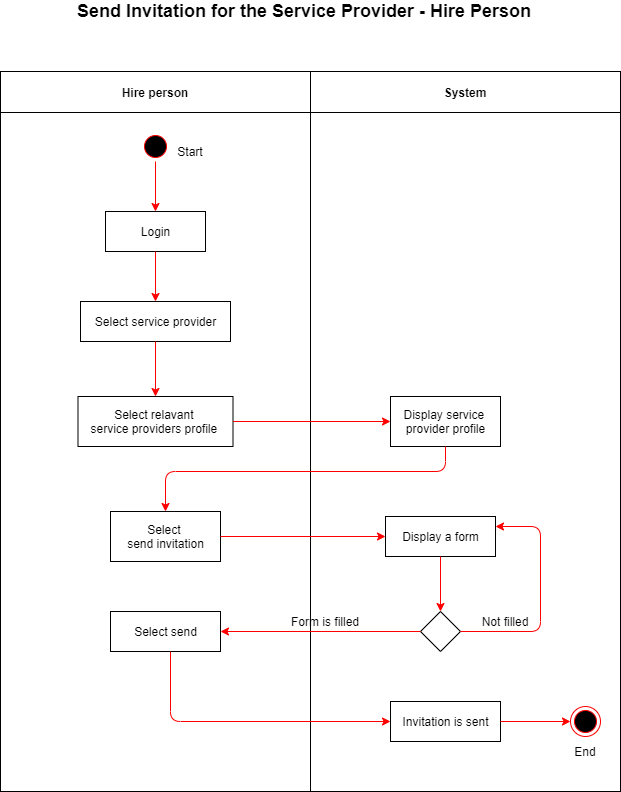 Send Invitation for the Service Provider - Hire Person
Hire person
System
Start
Login
Select service provider
Select relavant
service providers profile
Display service
provider profile
Select
send invitation
Display a form
Form is filled
Not filled
Select send
Invitation is sent
End